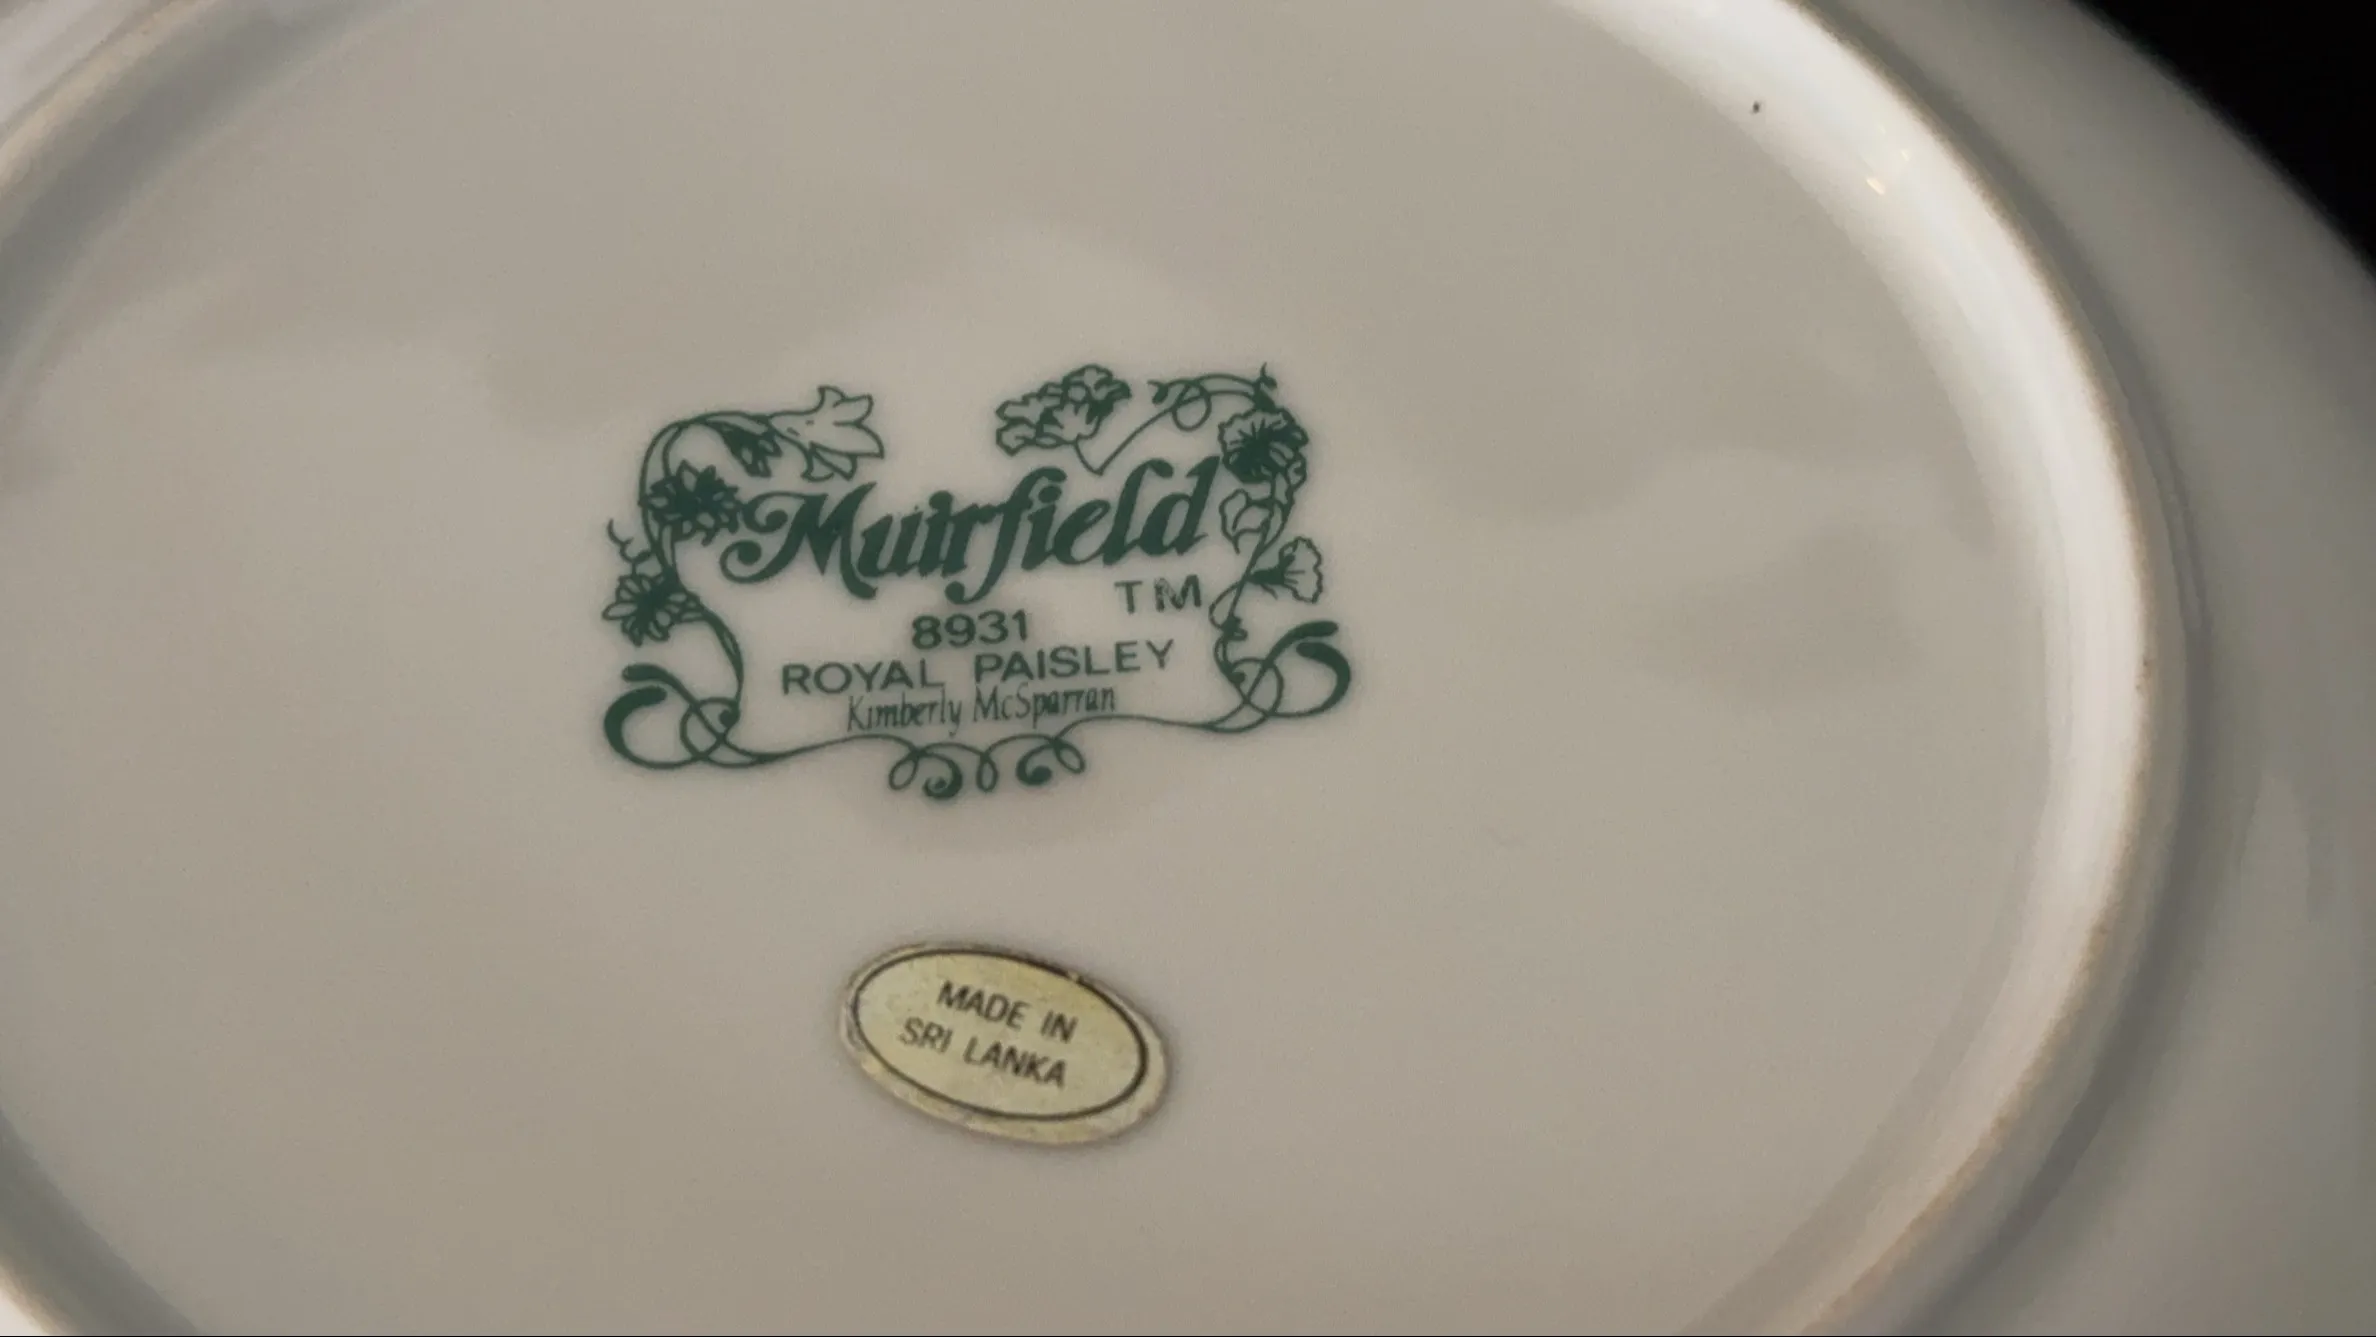 Muirfield
TM
8931
ROYAL PAISLEY
Kimberly McSparran
MADE IN
SRI LANKA